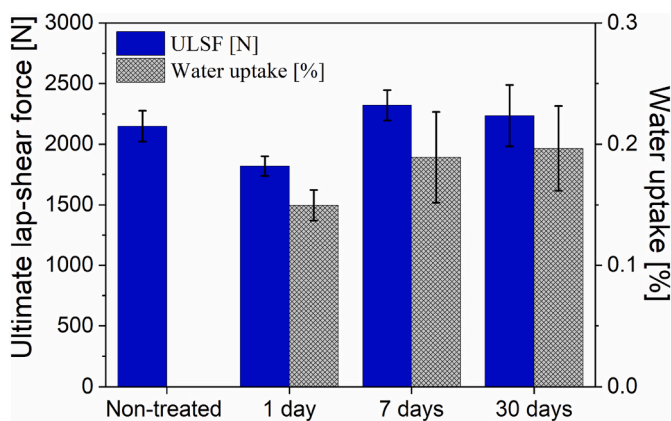 3000
2500
2000
1500
1000
500
0
Ultimate lap-shear force [N]
ULSF [N]
Water uptake [%]
0.3
0.2
0.1
0.0
Water uptake [%]
Non-treated 1 day 7 days 30 days